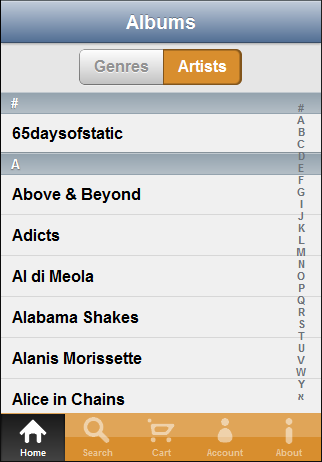 Albums
Genres Artists
#
65daysofstatic
A
Above & Beyond
Adicts
Al di Meola
Alabama Shakes
Alanis Morissette
Alice in Chains
#
A
B
C
D
E
F
G
I
J
K
L
M
N
O
P
Q
R
S
T
U
V
W
Y
א
Home Search Cart Account About